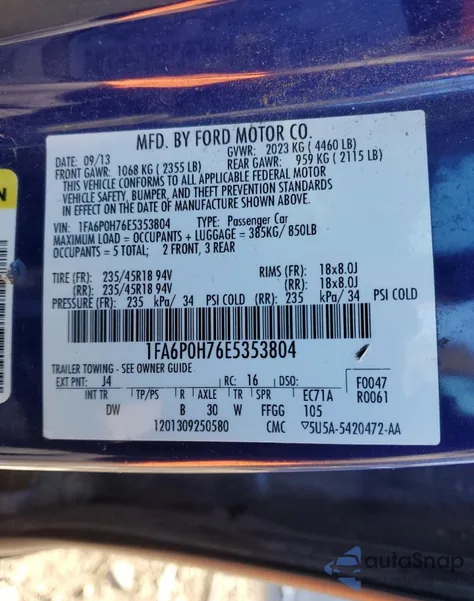 MFD. BY FORD MOTOR CO.
DATE: 09/13 GVWR: 2023 KG ( 4460 LB)
FRONT GAWR: 1068 KG ( 2355 LB) REAR GAWR: 959 KG ( 2115 LB)
THIS VEHICLE CONFORMS TO ALL APPLICABLE FEDERAL MOTOR
VEHICLE SAFETY, BUMPER, AND THEFT PREVENTION STANDARDS
IN EFFECT ON THE DATE OF MANUFACTURE SHOWN ABOVE.
VIN: 1FA6P0H76E5353804 TYPE: Passenger Car
MAXIMUM LOAD = OCCUPANTS + LUGGAGE = 385KG/ 850LB
OCCUPANTS = 5 TOTAL; 2 FRONT, 3 REAR
TIRE (FR): 235/45R18 94V RIMS (FR): 18x8.0J
(RR): 235/45R18 94V (RR): 18x8.0J
PRESSURE (FR): 235 kPa/ 34 PSI COLD (RR): 235 kPa/ 34 PSI COLD
1FA6P0H76E5353804
TRAILER TOWING - SEE OWNER GUIDE
EXT PNT: J4 RC: 16 DSO: F0047
INT TR TP/PS R AXLE TR SPR EC71A R0061
DW B 30 W FFGG 105
1201309250580 CMC ▽5U5A-5420472-AA
N
autoSnap